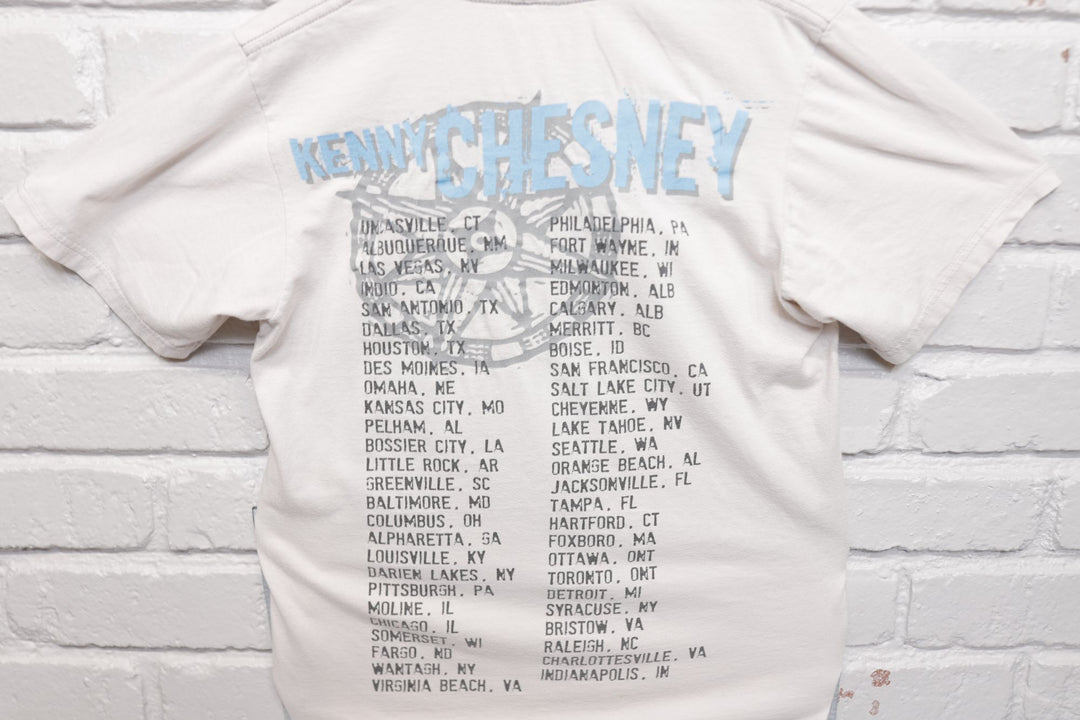 KENNY CHESNEY
UNCASVILLE, CT
ALBUQUERQUE, NM
LAS VEGAS, NV
INDIO, CA
SAN ANTONIO, TX
DALLAS, TX
HOUSTON, TX
DES MOINES, IA
OMAHA, NE
KANSAS CITY, MO
PELHAM, AL
BOSSIER CITY, LA
LITTLE ROCK, AR
GREENVILLE, SC
BALTIMORE, MD
COLUMBUS, OH
ALPHARETTA, GA
LOUISVILLE, KY
DARIEN LAKES, NY
PITTSBURGH, PA
MOLINE, IL
CHICAGO, IL
SOMERSET, WI
FARGO, ND
WANTAGH, NY
VIRGINIA BEACH, VA
PHILADELPHIA, PA
FORT WAYNE, IN
MILWAUKEE, WI
EDMONTON, ALB
CALGARY, ALB
MERRITT, BC
BOISE, ID
SAN FRANCISCO, CA
SALT LAKE CITY, UT
CHEYENNE, WY
LAKE TAHOE, NV
SEATTLE, WA
ORANGE BEACH, AL
JACKSONVILLE, FL
TAMPA, FL
HARTFORD, CT
FOXBORO, MA
OTTAWA, ONT
TORONTO, ONT
DETROIT, MI
SYRACUSE, NY
BRISTOW, VA
RALEIGH, NC
CHARLOTTESVILLE, VA
INDIANAPOLIS, IN